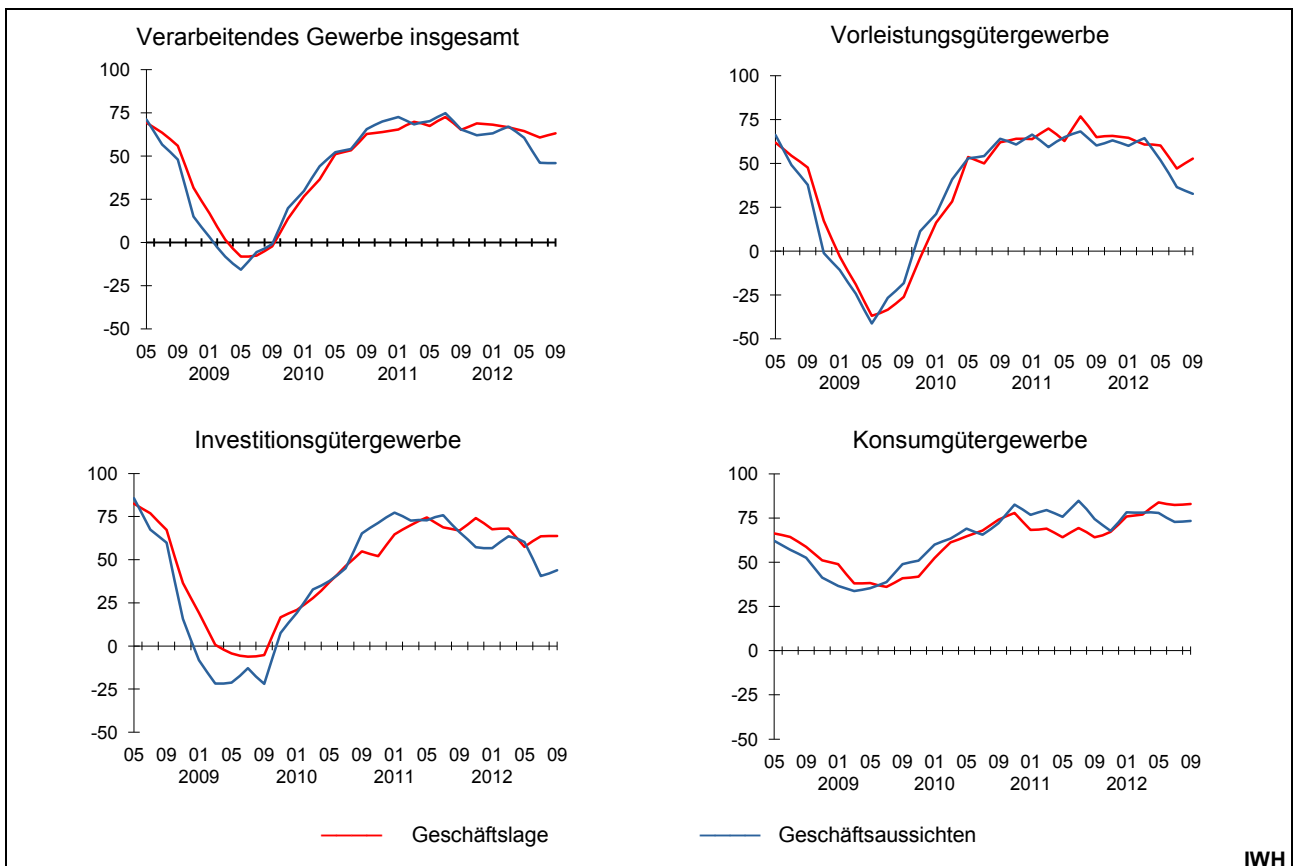 Verarbeitendes Gewerbe insgesamt
100
75
50
25
0
-25
-50
05 09 01 05 09 01 05 09 01 05 09 01 05 09
2009 2010 2011 2012
Vorleistungsgütergewerbe
100
75
50
25
0
-25
-50
05 09 01 05 09 01 05 09 01 05 09 01 05 09
2009 2010 2011 2012
Investitionsgütergewerbe
100
75
50
25
0
-25
-50
05 09 01 05 09 01 05 09 01 05 09 01 05 09
2009 2010 2011 2012
Konsumgütergewerbe
100
75
50
25
0
-25
-50
05 09 01 05 09 01 05 09 01 05 09 01 05 09
2009 2010 2011 2012
Geschäftslage Geschäftsaussichten
IWH